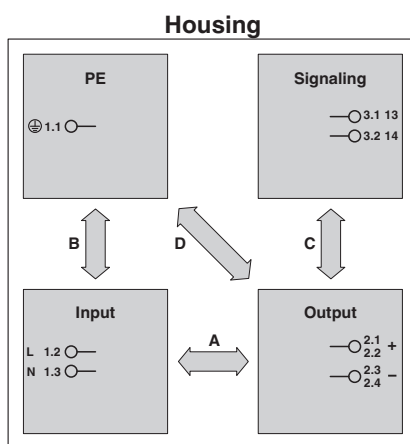 Housing
PE
⏚ 1.1
Signaling
3.1 13
3.2 14
B
D
C
Input
L 1.2
N 1.3
A
Output
2.1
2.2 +
2.3
2.4 –